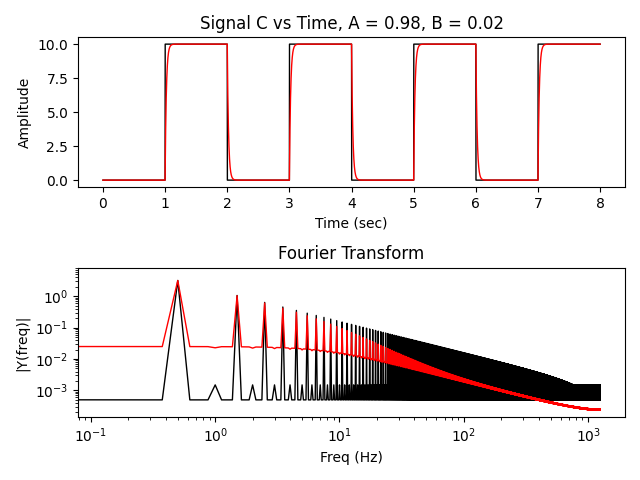 Signal C vs Time, A = 0.98, B = 0.02
10.0
7.5
5.0
2.5
0.0
Amplitude
0 1 2 3 4 5 6 7 8
Time (sec)
Fourier Transform
10⁰
10⁻¹
10⁻²
10⁻³
|Y(freq)|
10⁻¹ 10⁰ 10¹ 10² 10³
Freq (Hz)